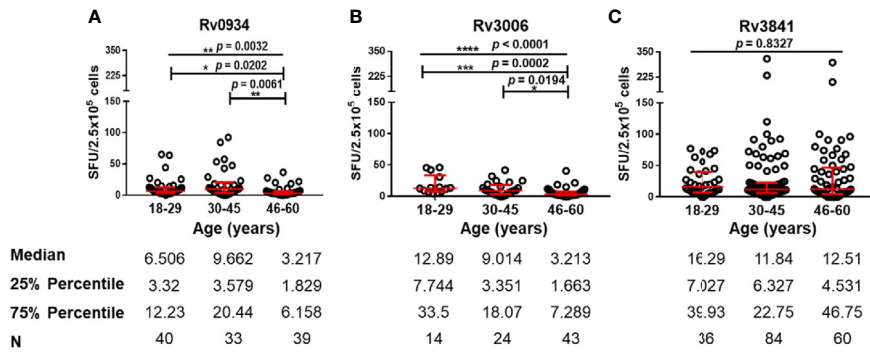 A
Rv0934
350
225
150
100
50
0
SFU/2.5x10⁵ cells
** p = 0.0032
* p = 0.0202
p = 0.0061
**
18-29 30-45 46-60
Age (years)
B
Rv3006
350
225
150
100
50
0
SFU/2.5x10⁵ cells
**** p < 0.0001
*** p = 0.0002
p = 0.0194
*
18-29 30-45 46-60
Age (years)
C
Rv3841
350
225
150
100
50
0
SFU/2.5x10⁵ cells
p = 0.8327
18-29 30-45 46-60
Age (years)
Median 6.506 9.662 3.217 12.89 9.014 3.213 16.29 11.84 12.51
25% Percentile 3.32 3.579 1.829 7.744 3.351 1.663 7.027 6.327 4.531
75% Percentile 12.23 20.44 6.158 33.5 18.07 7.289 39.93 22.75 46.75
N 40 33 39 14 24 43 36 84 60